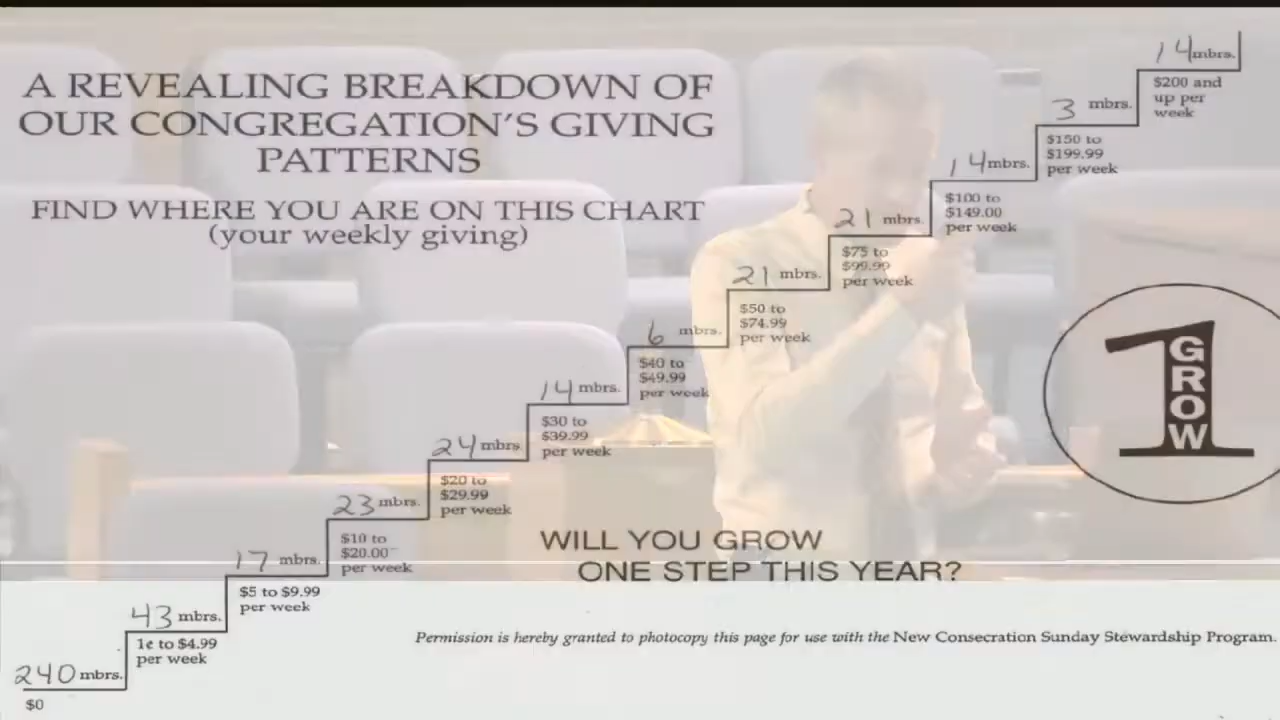 A REVEALING BREAKDOWN OF
OUR CONGREGATION'S GIVING
PATTERNS
FIND WHERE YOU ARE ON THIS CHART
(your weekly giving)
14 mbrs.
$200 and
up per
week
3 mbrs.
$150 to
$199.99
per week
14 mbrs.
$100 to
$149.00
per week
21 mbrs.
$75 to
$99.99
per week
21 mbrs.
$50 to
$74.99
per week
6 mbrs.
$40 to
$49.99
per week
14 mbrs.
$30 to
$39.99
per week
24 mbrs.
$20 to
$29.99
per week
23 mbrs.
$10 to
$20.00
per week
17 mbrs.
$5 to $9.99
per week
43 mbrs.
1¢ to $4.99
per week
240 mbrs.
$0
1
GROW
WILL YOU GROW
ONE STEP THIS YEAR?
Permission is hereby granted to photocopy this page for use with the New Consecration Sunday Stewardship Program.